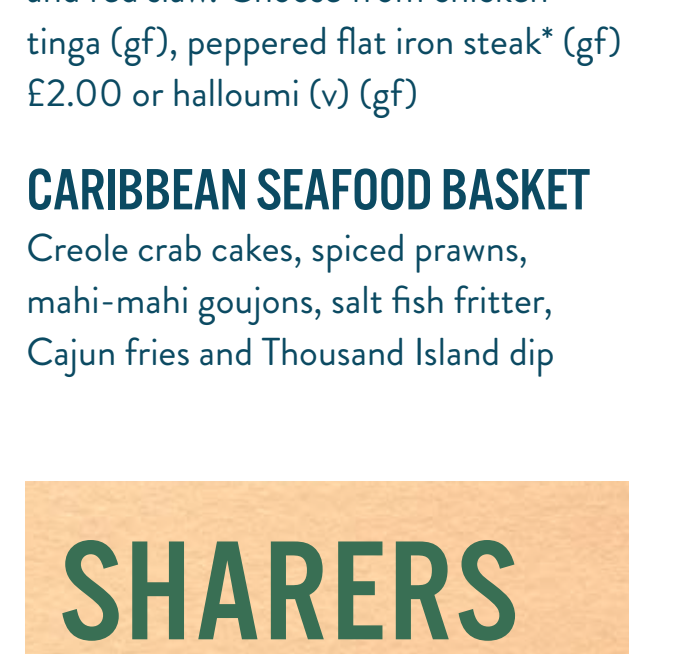 tinga (gf), peppered flat iron steak* (gf)
£2.00 or halloumi (v) (gf)
CARIBBEAN SEAFOOD BASKET
Creole crab cakes, spiced prawns,
mahi-mahi goujons, salt fish fritter,
Cajun fries and Thousand Island dip
SHARERS